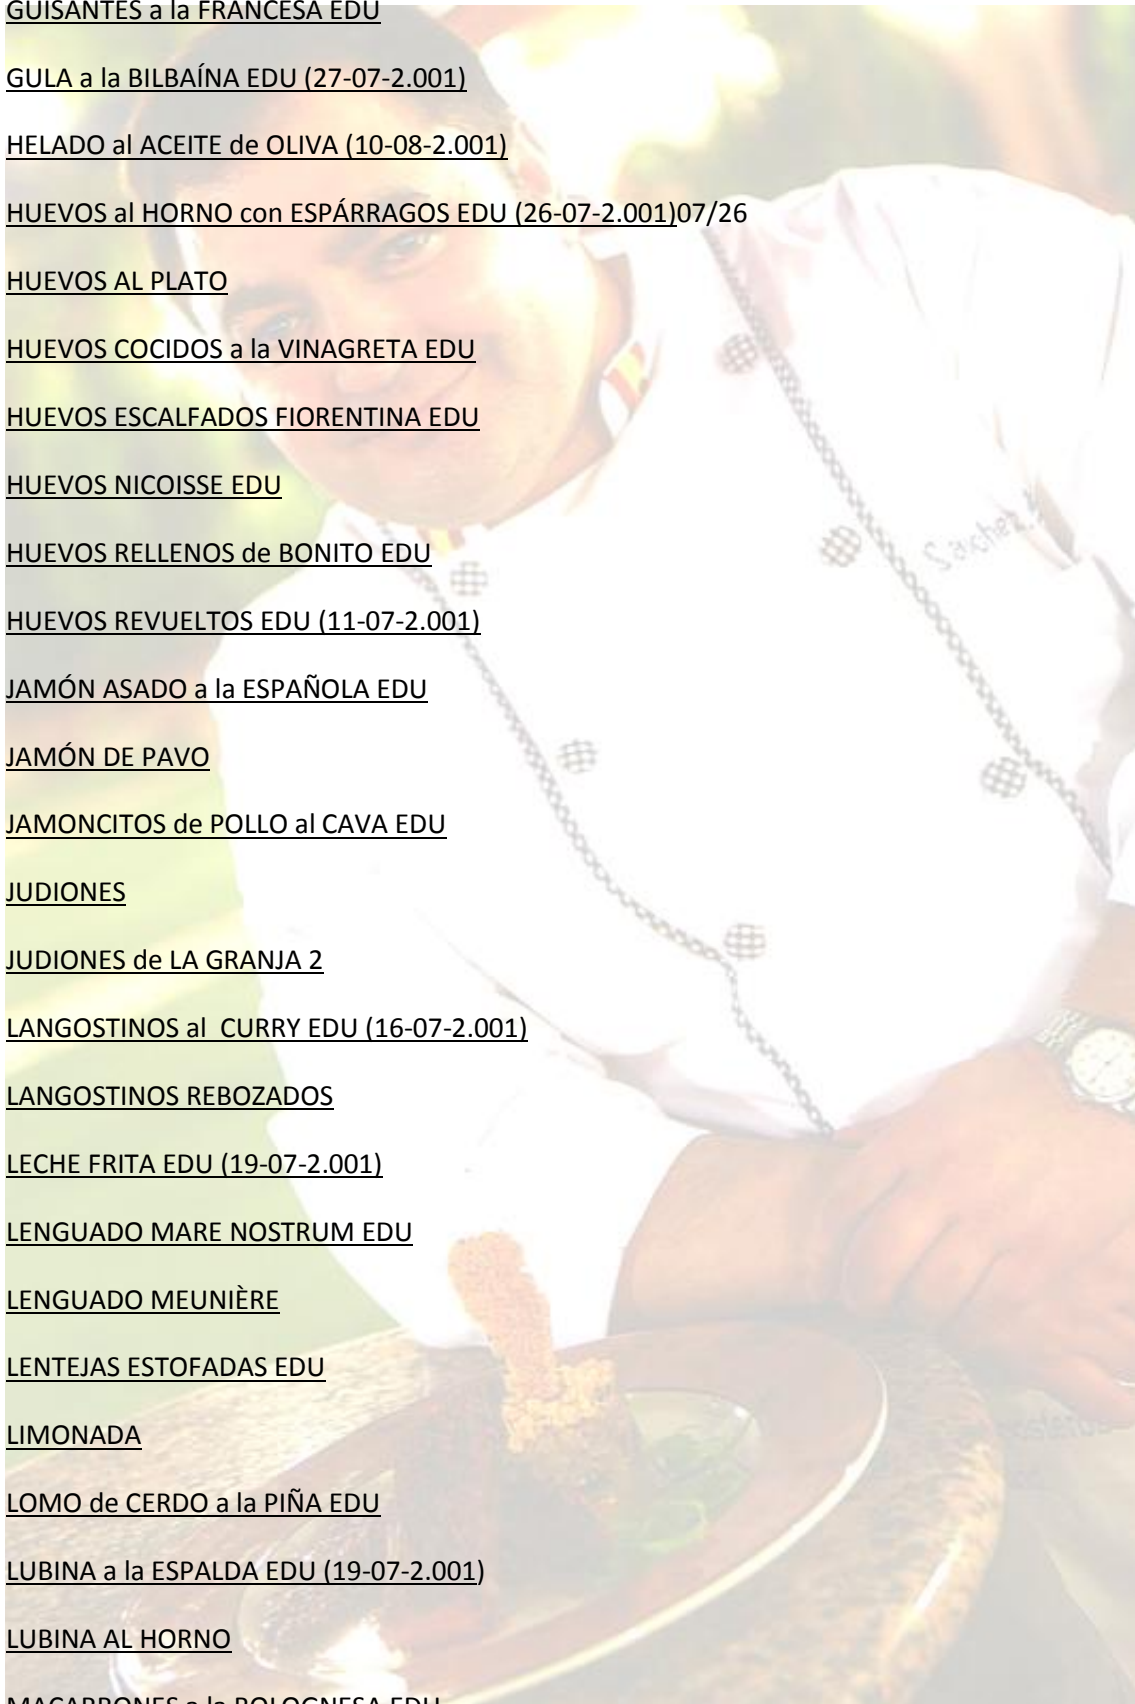 GUISANTES a la FRANCESA EDU
GULA a la BILBAÍNA EDU (27-07-2.001)
HELADO al ACEITE de OLIVA (10-08-2.001)
HUEVOS al HORNO con ESPÁRRAGOS EDU (26-07-2.001)07/26
HUEVOS AL PLATO
HUEVOS COCIDOS a la VINAGRETA EDU
HUEVOS ESCALFADOS FIORENTINA EDU
HUEVOS NICOISSE EDU
HUEVOS RELLENOS de BONITO EDU
HUEVOS REVUELTOS EDU (11-07-2.001)
JAMÓN ASADO a la ESPAÑOLA EDU
JAMÓN DE PAVO
JAMONCITOS de POLLO al CAVA EDU
JUDIONES
JUDIONES de LA GRANJA 2
LANGOSTINOS al  CURRY EDU (16-07-2.001)
LANGOSTINOS REBOZADOS
LECHE FRITA EDU (19-07-2.001)
LENGUADO MARE NOSTRUM EDU
LENGUADO MEUNIÈRE
LENTEJAS ESTOFADAS EDU
LIMONADA
LOMO de CERDO a la PIÑA EDU
LUBINA a la ESPALDA EDU (19-07-2.001)
LUBINA AL HORNO
MACARRONES a la BOLOGNESA EDU